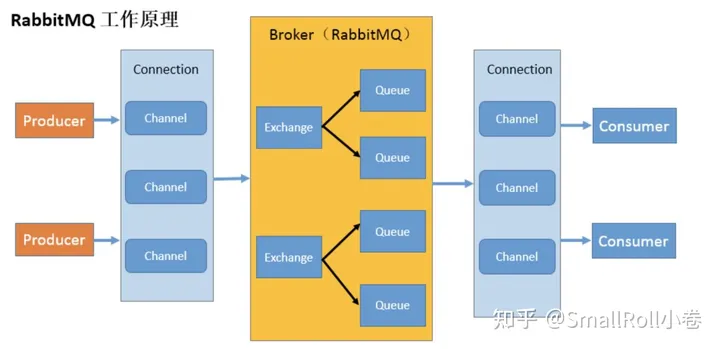 RabbitMQ 工作原理
Producer
Producer
Connection
Channel
Channel
Channel
Broker（RabbitMQ）
Exchange
Queue
Queue
Exchange
Queue
Queue
Connection
Channel
Channel
Channel
Consumer
Consumer
知乎 @SmallRoll小卷